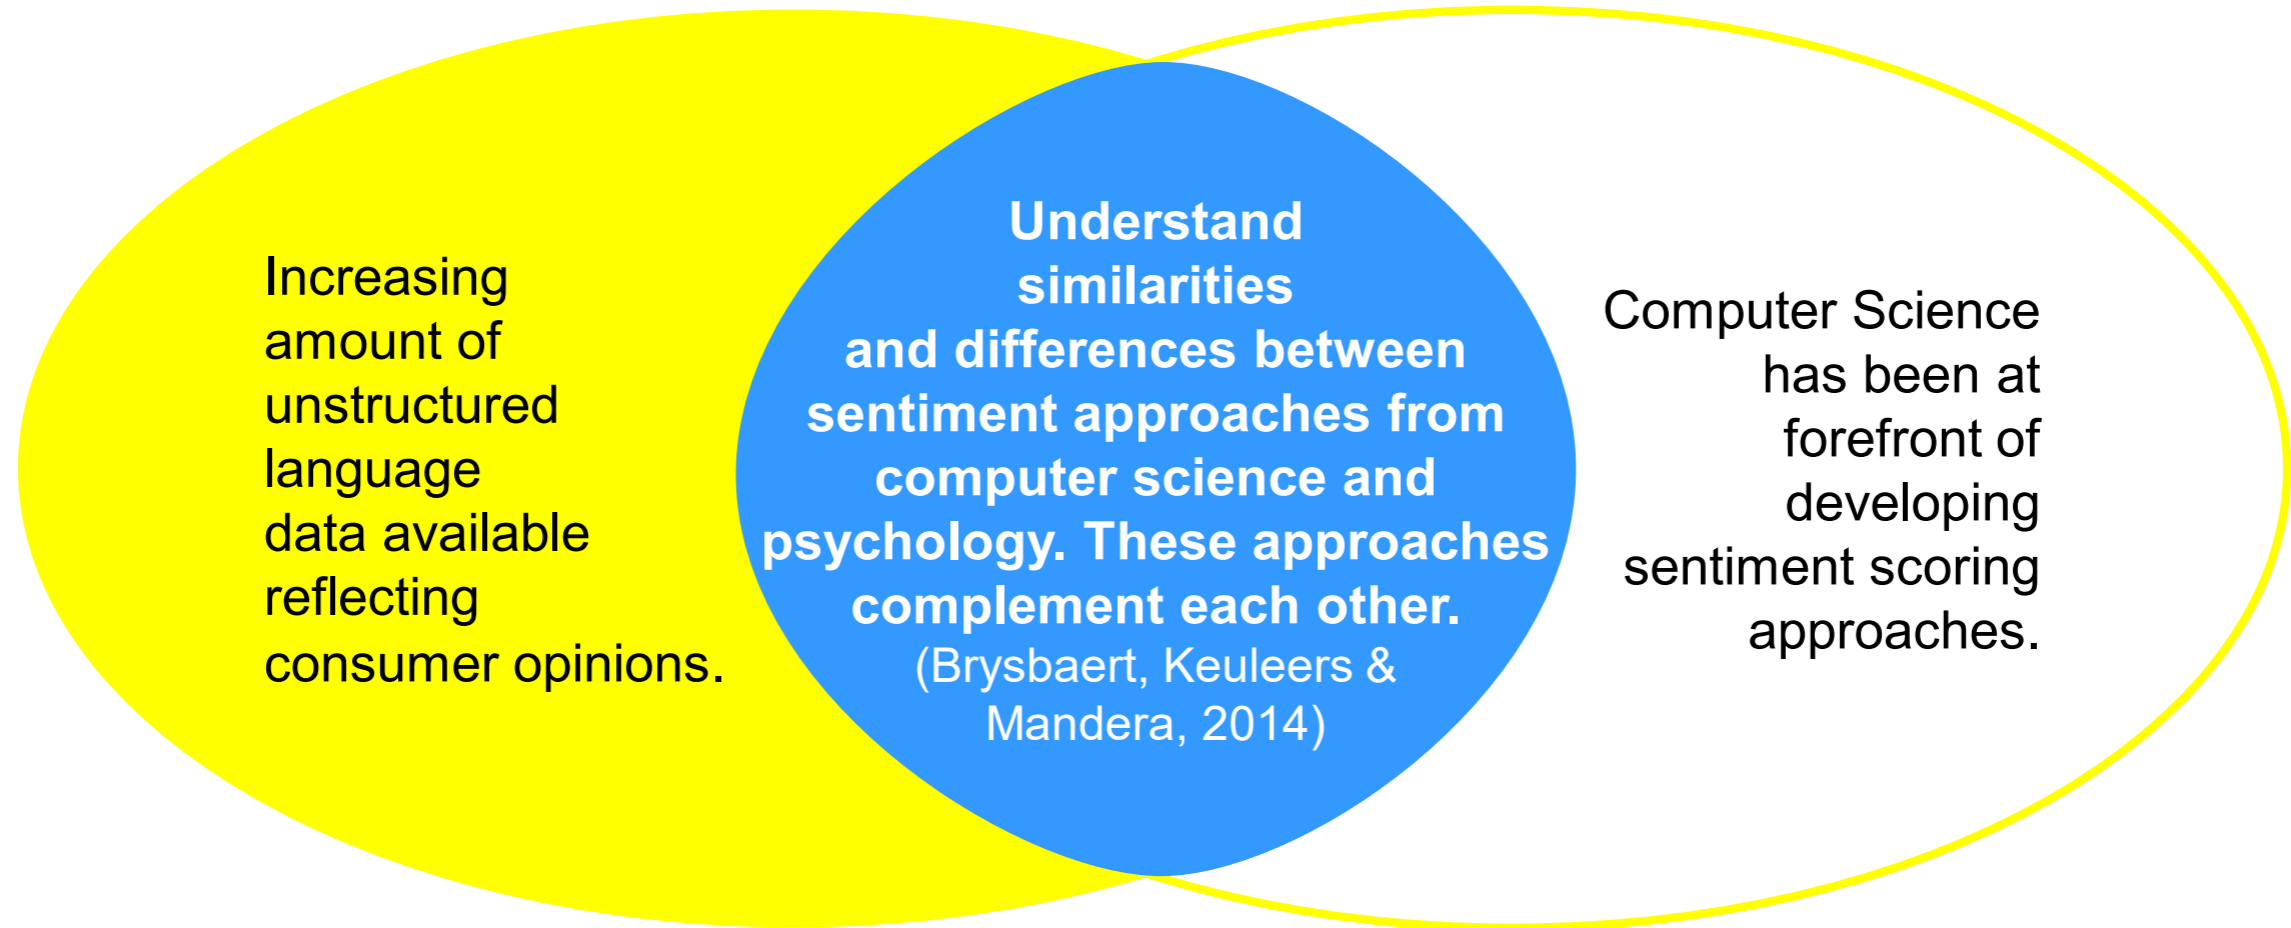 Increasing
amount of
unstructured
language
data available
reflecting
consumer opinions.
Understand
similarities
and differences between
sentiment approaches from
computer science and
psychology. These approaches
complement each other.
(Brysbaert, Keuleers &
Mandera, 2014)
Computer Science
has been at
forefront of
developing
sentiment scoring
approaches.